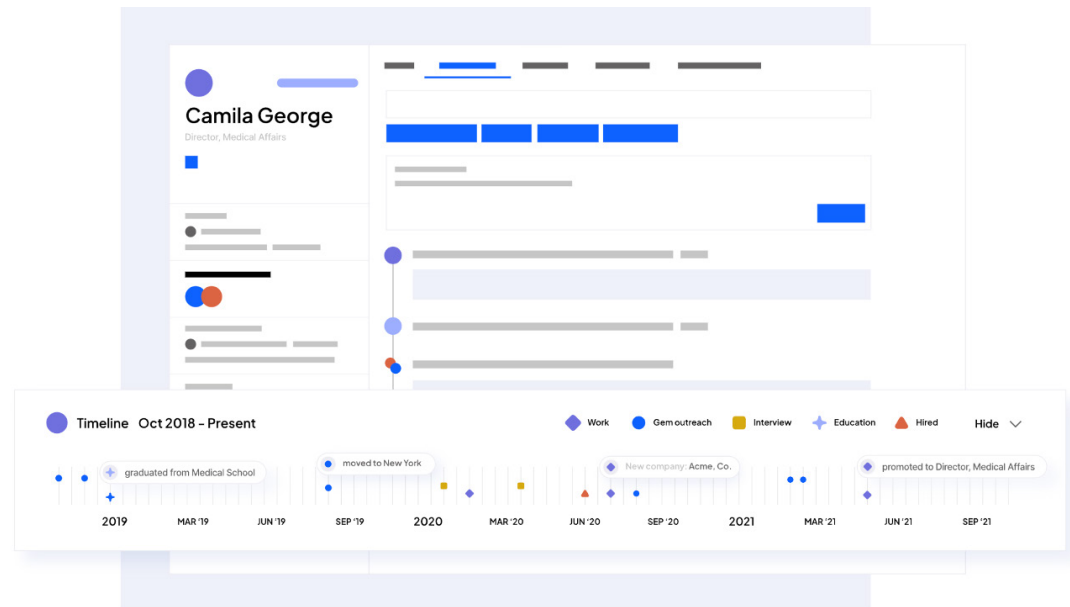 Camila George
Director, Medical Affairs
Timeline Oct 2018 – Present
Work Gem outreach Interview Education Hired Hide
graduated from Medical School
moved to New York
New company: Acme, Co.
promoted to Director, Medical Affairs
2019 MAR '19 JUN '19 SEP '19 2020 MAR '20 JUN '20 SEP '20 2021 MAR '21 JUN '21 SEP '21